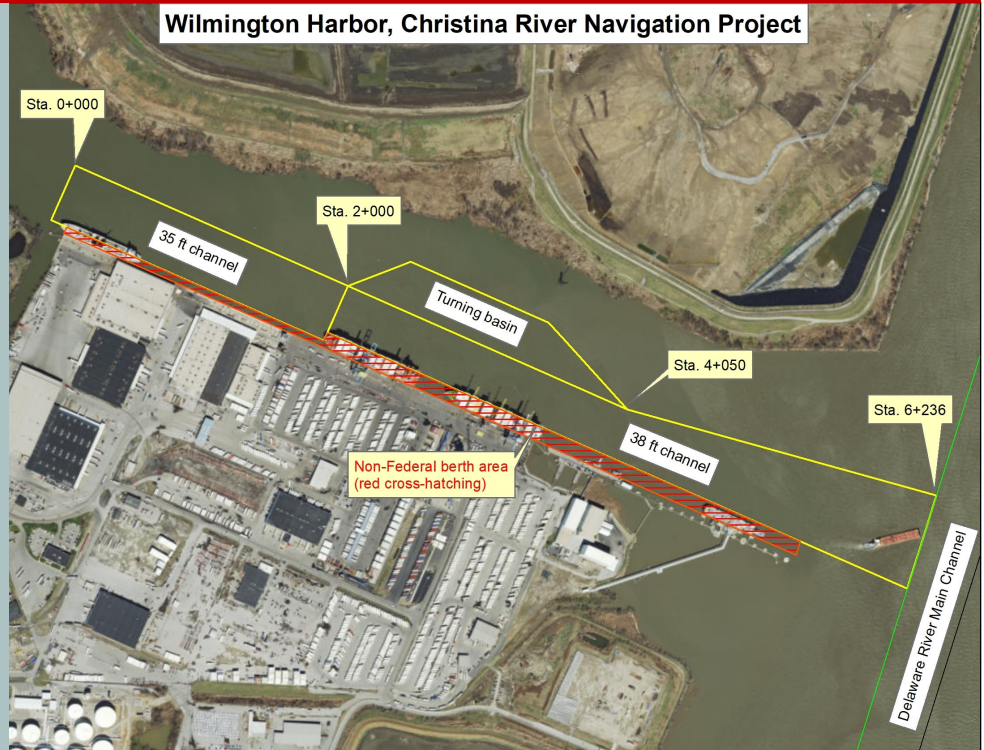 Wilmington Harbor, Christina River Navigation Project
Sta. 0+000
Sta. 2+000
35 ft channel
Turning basin
Sta. 4+050
Sta. 6+236
38 ft channel
Non-Federal berth area
(red cross-hatching)
Delaware River Main Channel